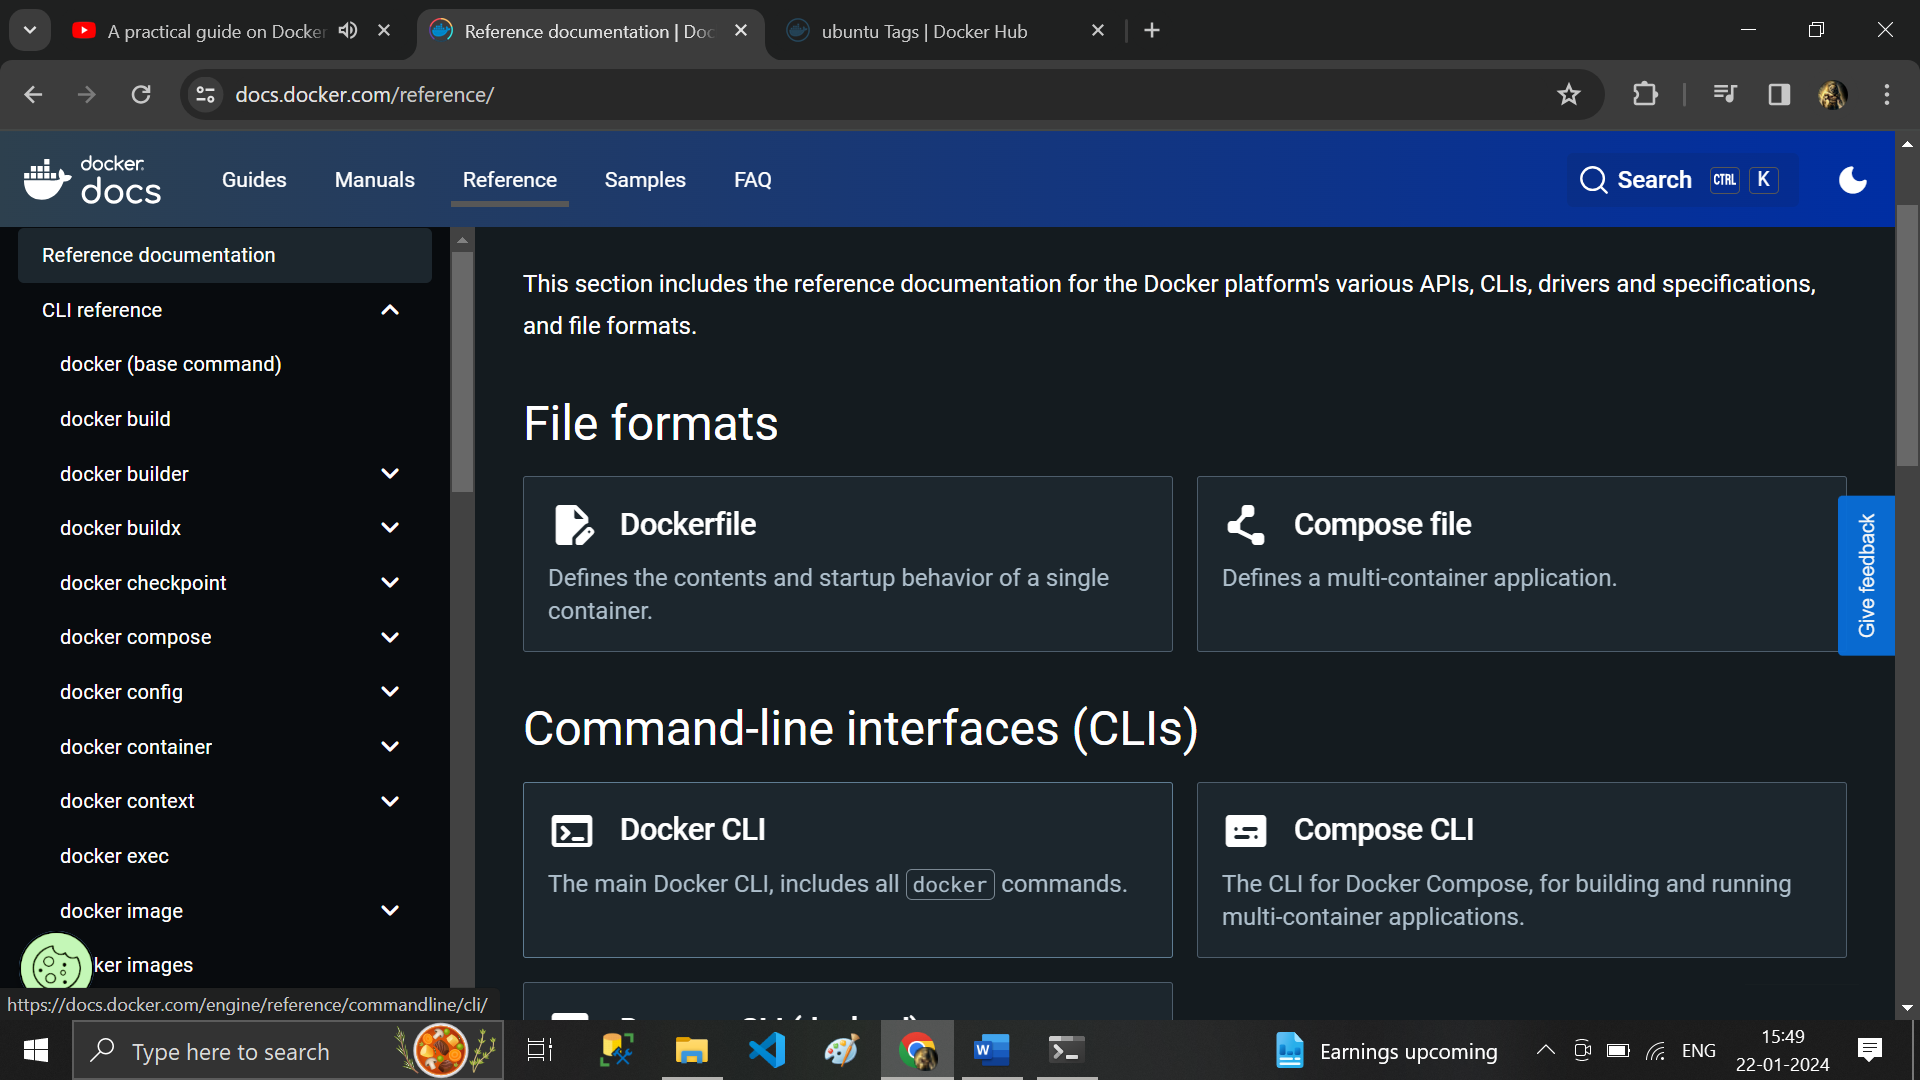 A practical guide on Docker
Reference documentation | Doc
ubuntu Tags | Docker Hub
docs.docker.com/reference/
docker
docs
Guides
Manuals
Reference
Samples
FAQ
Search
CTRL
K
Reference documentation
CLI reference
docker (base command)
docker build
docker builder
docker buildx
docker checkpoint
docker compose
docker config
docker container
docker context
docker exec
docker image
ker images
This section includes the reference documentation for the Docker platform's various APIs, CLIs, drivers and specifications,
and file formats.
File formats
Dockerfile
Defines the contents and startup behavior of a single
container.
Compose file
Defines a multi-container application.
Command-line interfaces (CLIs)
Docker CLI
The main Docker CLI, includes all docker commands.
Compose CLI
The CLI for Docker Compose, for building and running
multi-container applications.
Give feedback
https://docs.docker.com/engine/reference/commandline/cli/
Type here to search
Earnings upcoming
ENG
15:49
22-01-2024